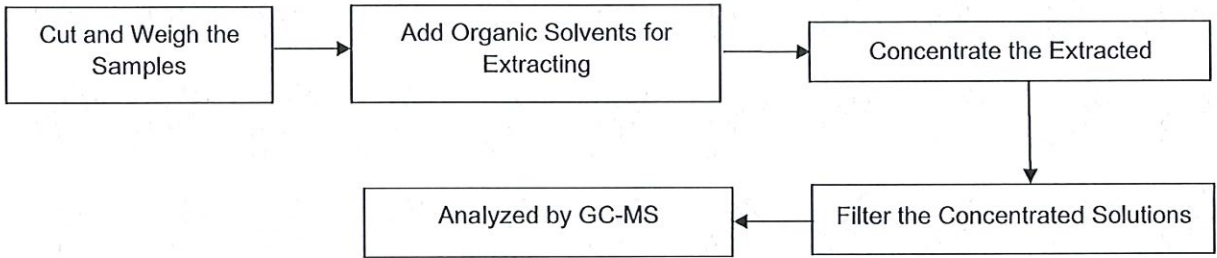 Cut and Weigh the
Samples
Add Organic Solvents for
Extracting
Concentrate the Extracted
Filter the Concentrated Solutions
Analyzed by GC-MS